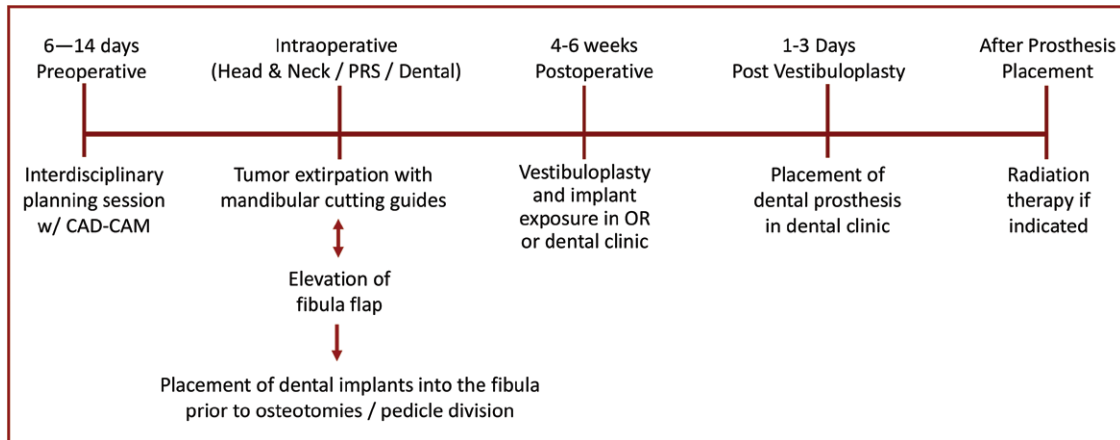 6—14 days
Preoperative
Intraoperative
(Head & Neck / PRS / Dental)
4-6 weeks
Postoperative
1-3 Days
Post Vestibuloplasty
After Prosthesis
Placement
Interdisciplinary
planning session
w/ CAD-CAM
Tumor extirpation with
mandibular cutting guides
Elevation of
fibula flap
Placement of dental implants into the fibula
prior to osteotomies / pedicle division
Vestibuloplasty
and implant
exposure in OR
or dental clinic
Placement of
dental prosthesis
in dental clinic
Radiation
therapy if
indicated